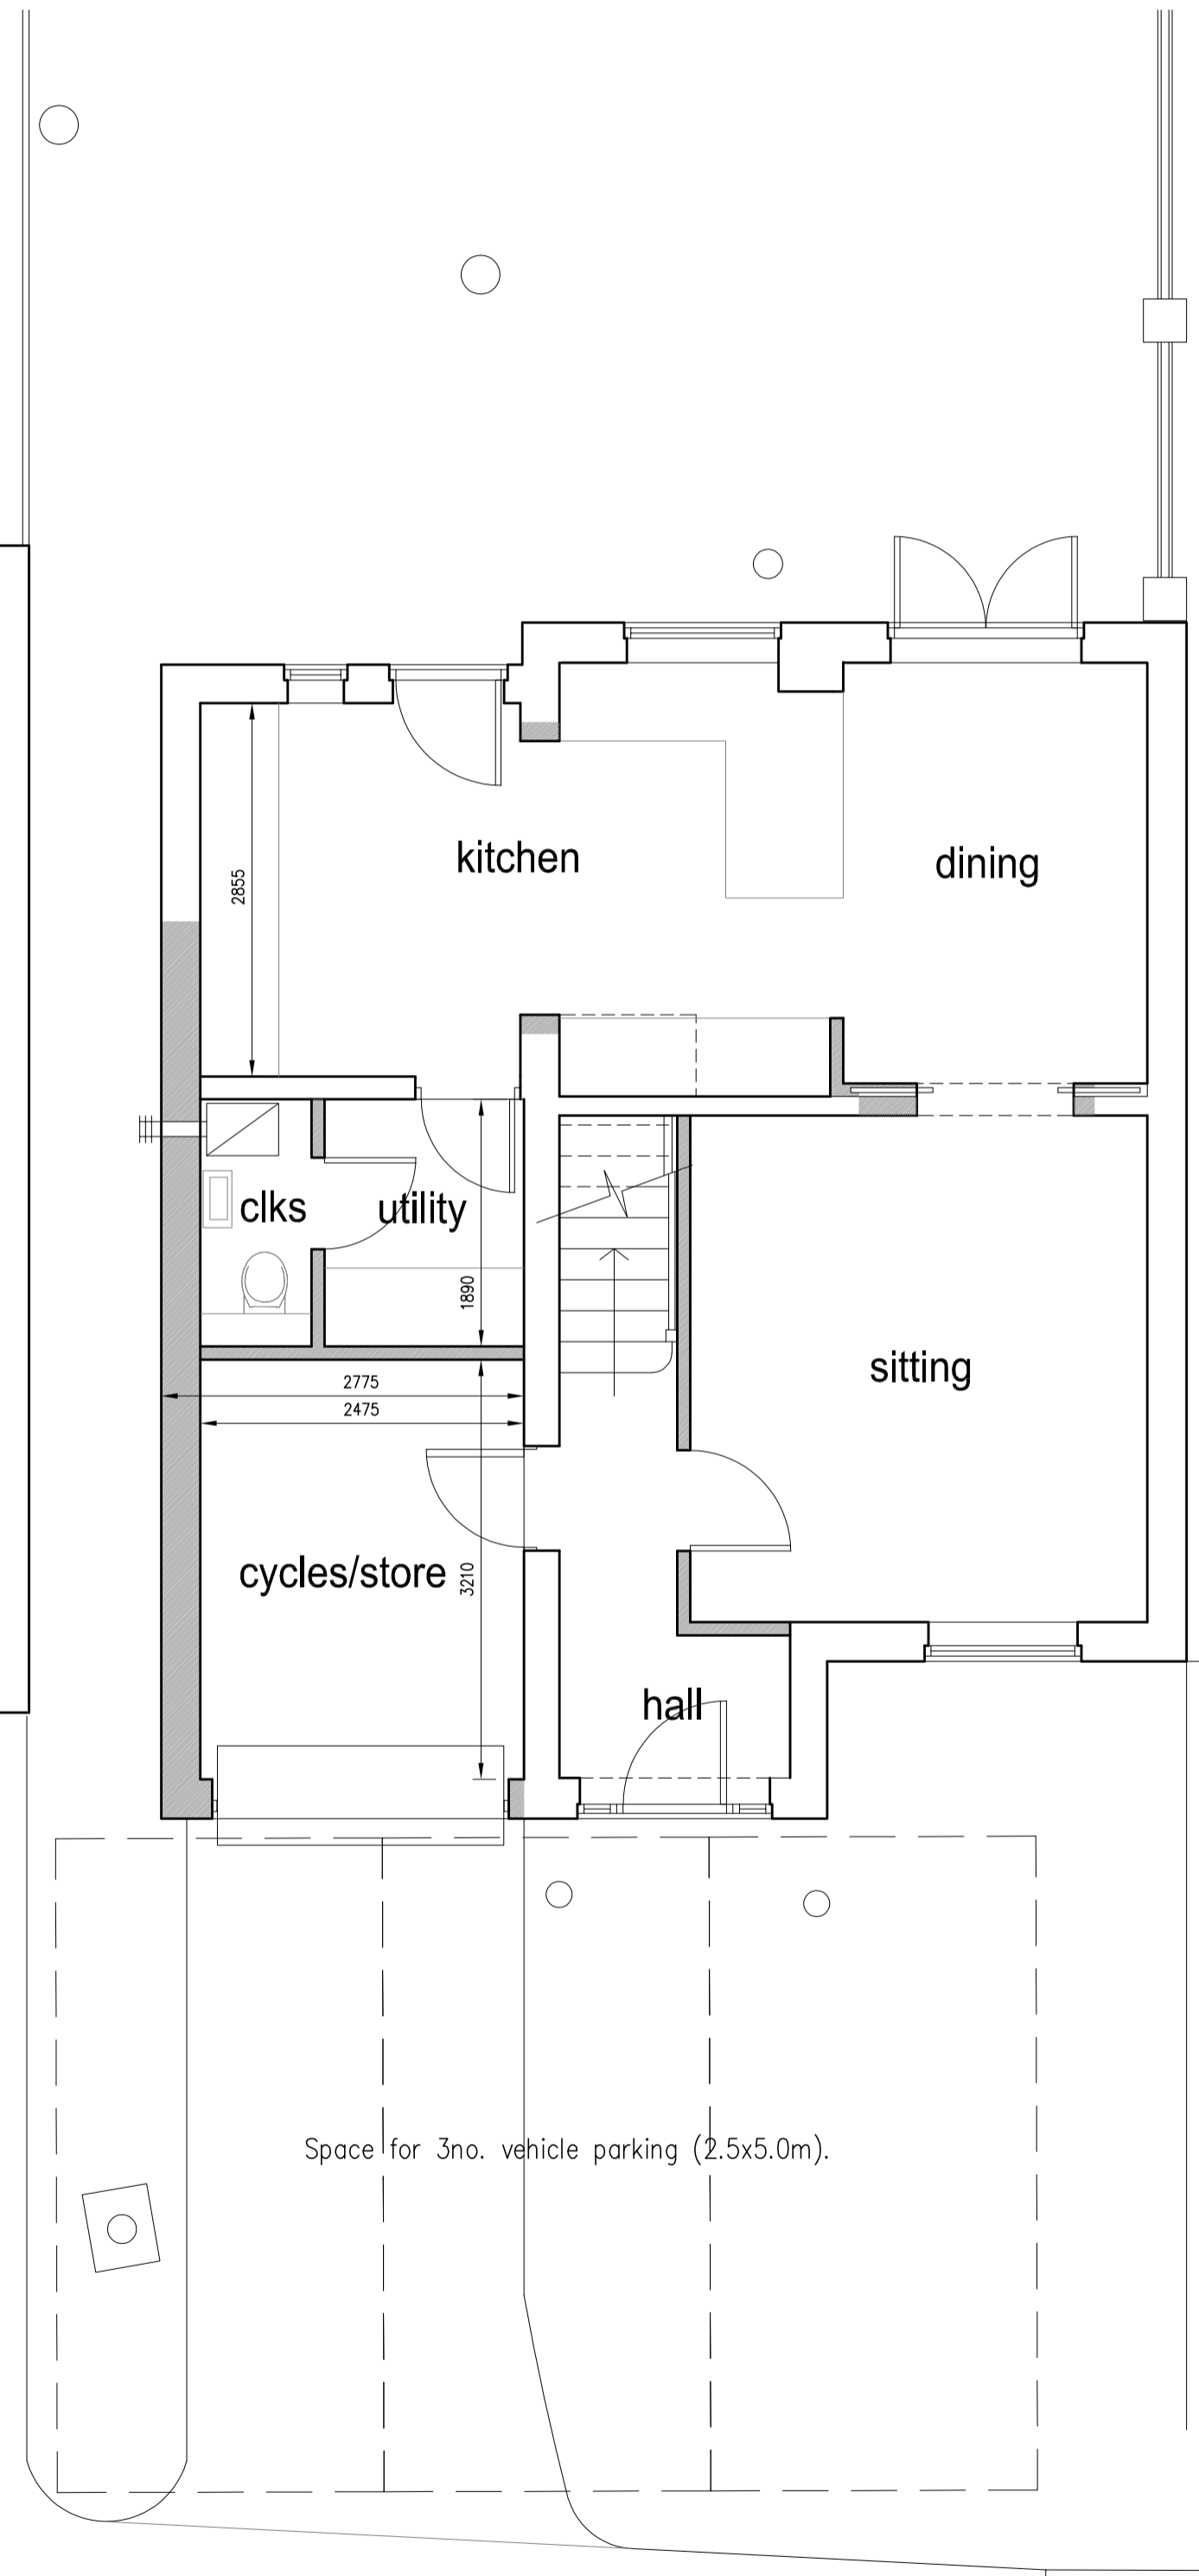 kitchen
dining
2855
clks
utility
1890
sitting
2775
2475
cycles/store
3210
hall
Space for 3no. vehicle parking (2.5x5.0m).